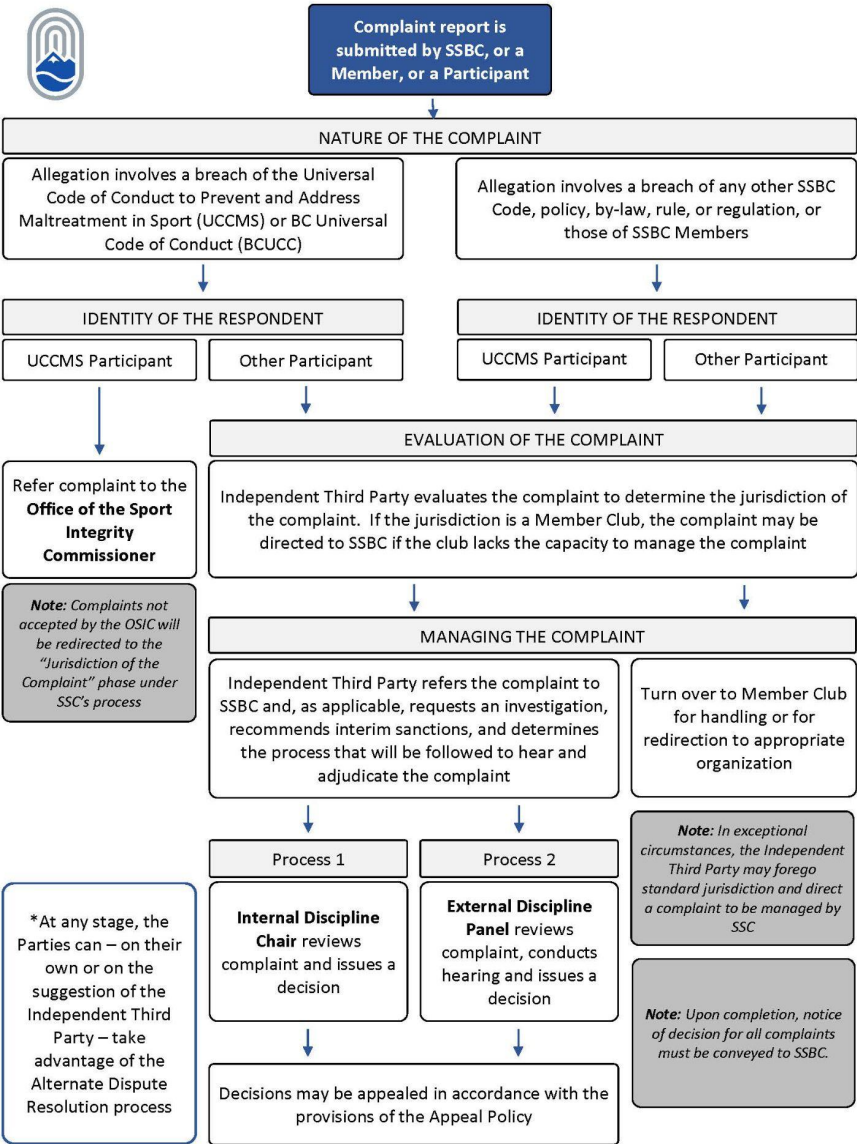 Complaint report is
submitted by SSBC, or a
Member, or a Participant
NATURE OF THE COMPLAINT
Allegation involves a breach of the Universal
Code of Conduct to Prevent and Address
Maltreatment in Sport (UCCMS) or BC Universal
Code of Conduct (BCUCC)
Allegation involves a breach of any other SSBC
Code, policy, by-law, rule, or regulation, or
those of SSBC Members
IDENTITY OF THE RESPONDENT
IDENTITY OF THE RESPONDENT
UCCMS Participant
Other Participant
UCCMS Participant
Other Participant
EVALUATION OF THE COMPLAINT
Refer complaint to the
Office of the Sport
Integrity
Commissioner
Independent Third Party evaluates the complaint to determine the jurisdiction of
the complaint. If the jurisdiction is a Member Club, the complaint may be
directed to SSBC if the club lacks the capacity to manage the complaint
Note: Complaints not
accepted by the OSIC will
be redirected to the
"Jurisdiction of the
Complaint" phase under
SSC's process
MANAGING THE COMPLAINT
Independent Third Party refers the complaint to
SSBC and, as applicable, requests an investigation,
recommends interim sanctions, and determines
the process that will be followed to hear and
adjudicate the complaint
Turn over to Member Club
for handling or for
redirection to appropriate
organization
Note: In exceptional
circumstances, the Independent
Third Party may forego
standard jurisdiction and direct
a complaint to be managed by
SSC
Process 1
Process 2
*At any stage, the
Parties can – on their
own or on the
suggestion of the
Independent Third
Party – take
advantage of the
Alternate Dispute
Resolution process
Internal Discipline
Chair reviews
complaint and issues a
decision
External Discipline
Panel reviews
complaint, conducts
hearing and issues a
decision
Note: Upon completion, notice
of decision for all complaints
must be conveyed to SSBC.
Decisions may be appealed in accordance with the
provisions of the Appeal Policy